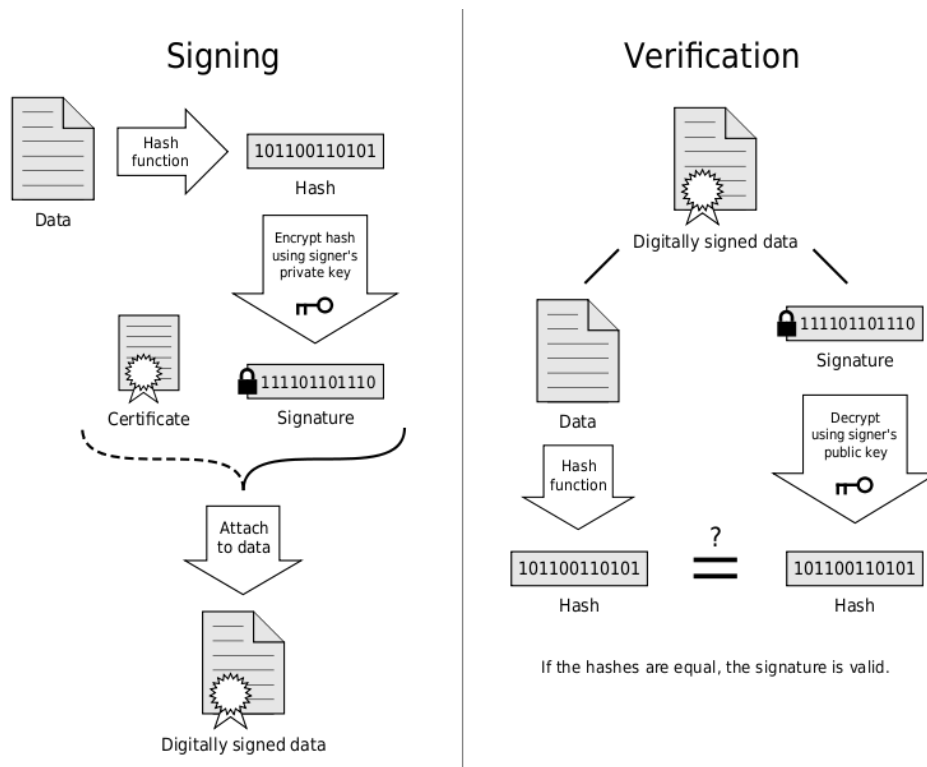 Signing
Hash
function
101100110101
Hash
Data
Encrypt hash
using signer's
private key
111101101110
Certificate
Signature
Attach
to data
Digitally signed data
Verification
Digitally signed data
Data
111101101110
Signature
Hash
function
Decrypt
using signer's
public key
101100110101
Hash
?
=
101100110101
Hash
If the hashes are equal, the signature is valid.